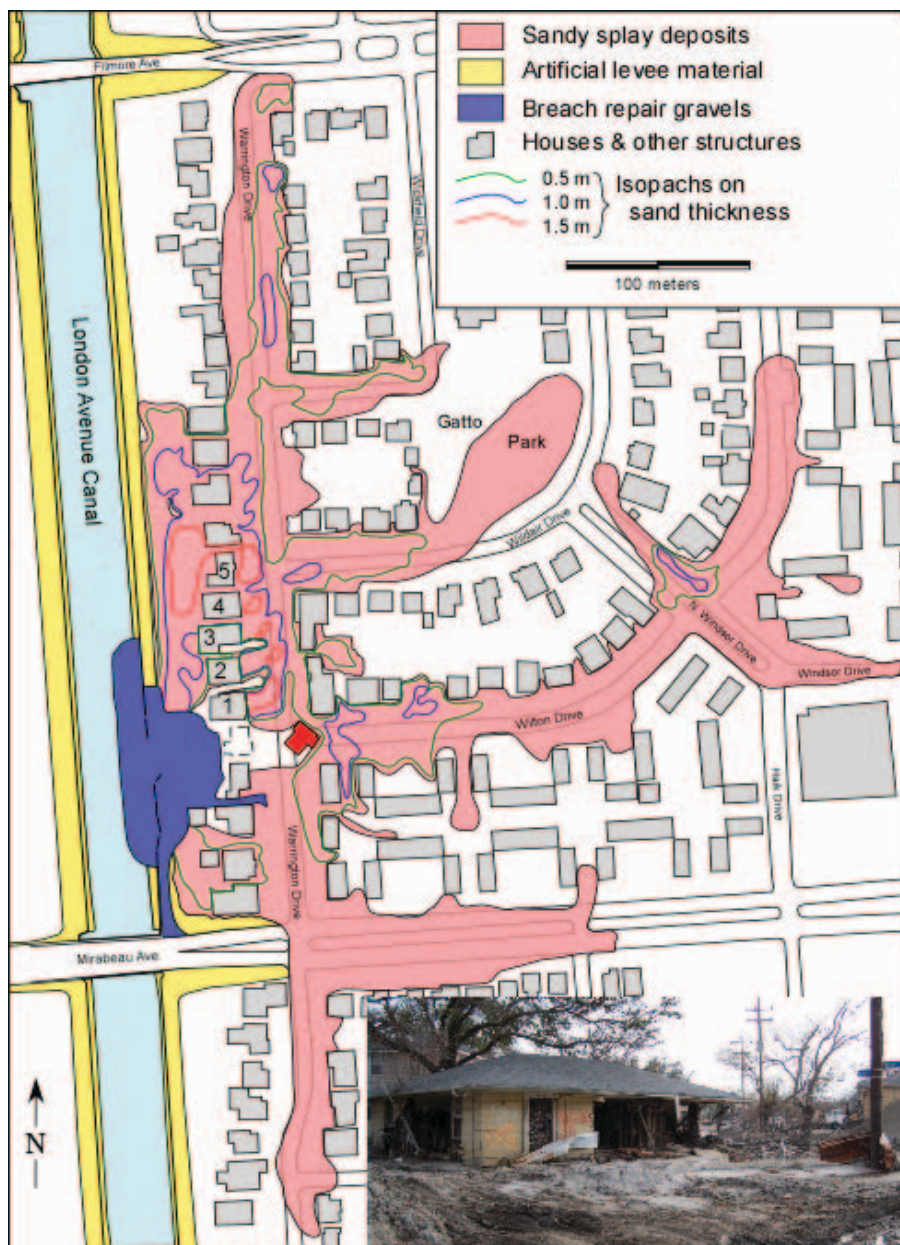 Sandy splay deposits
Artificial levee material
Breach repair gravels
Houses & other structures
0.5 m
1.0 m
1.5 m
Isopachs on
sand thickness
100 meters
Filmore Ave.
Warrington Drive
London Avenue Canal
Gatto
Park
Wildair Drive
5
4
3
2
1
N. Windsor Drive
Windsor Drive
Wilton Drive
Warrington Drive
Mirabeau Ave.
N